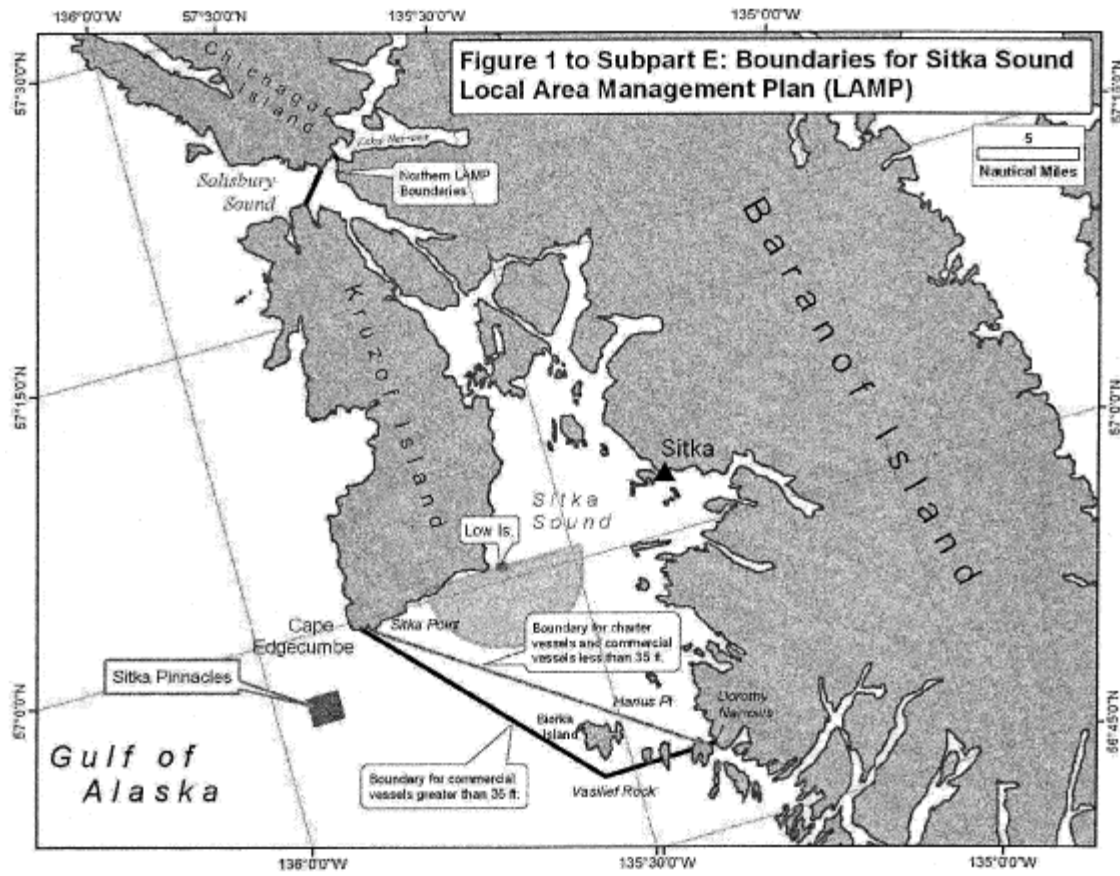 136°0'0"W
57°30'0"N
135°30'0"W
135°0'0"W
Figure 1 to Subpart E: Boundaries for Sitka Sound
Local Area Management Plan (LAMP)
57°30'0"N
5
Nautical Miles
Chichagof
Island
Northern LAMP
Boundaries
Salisbury
Sound
Baranof Island
Kruzof Island
57°15'0"N
57°0'0"N
Sitka
Sitka
Sound
Low Is.
Cape
Edgecumbe
Sitka Point
Boundary for charter
vessels and commercial
vessels less than 35 ft.
Sitka Pinnacles
Dorothy
Narrows
Biorka
Island
57°0'0"N
56°45'0"N
Gulf of
Alaska
Boundary for commercial
vessels greater than 35 ft.
Vasilief Rock
136°0'0"W
135°30'0"W
135°0'0"W